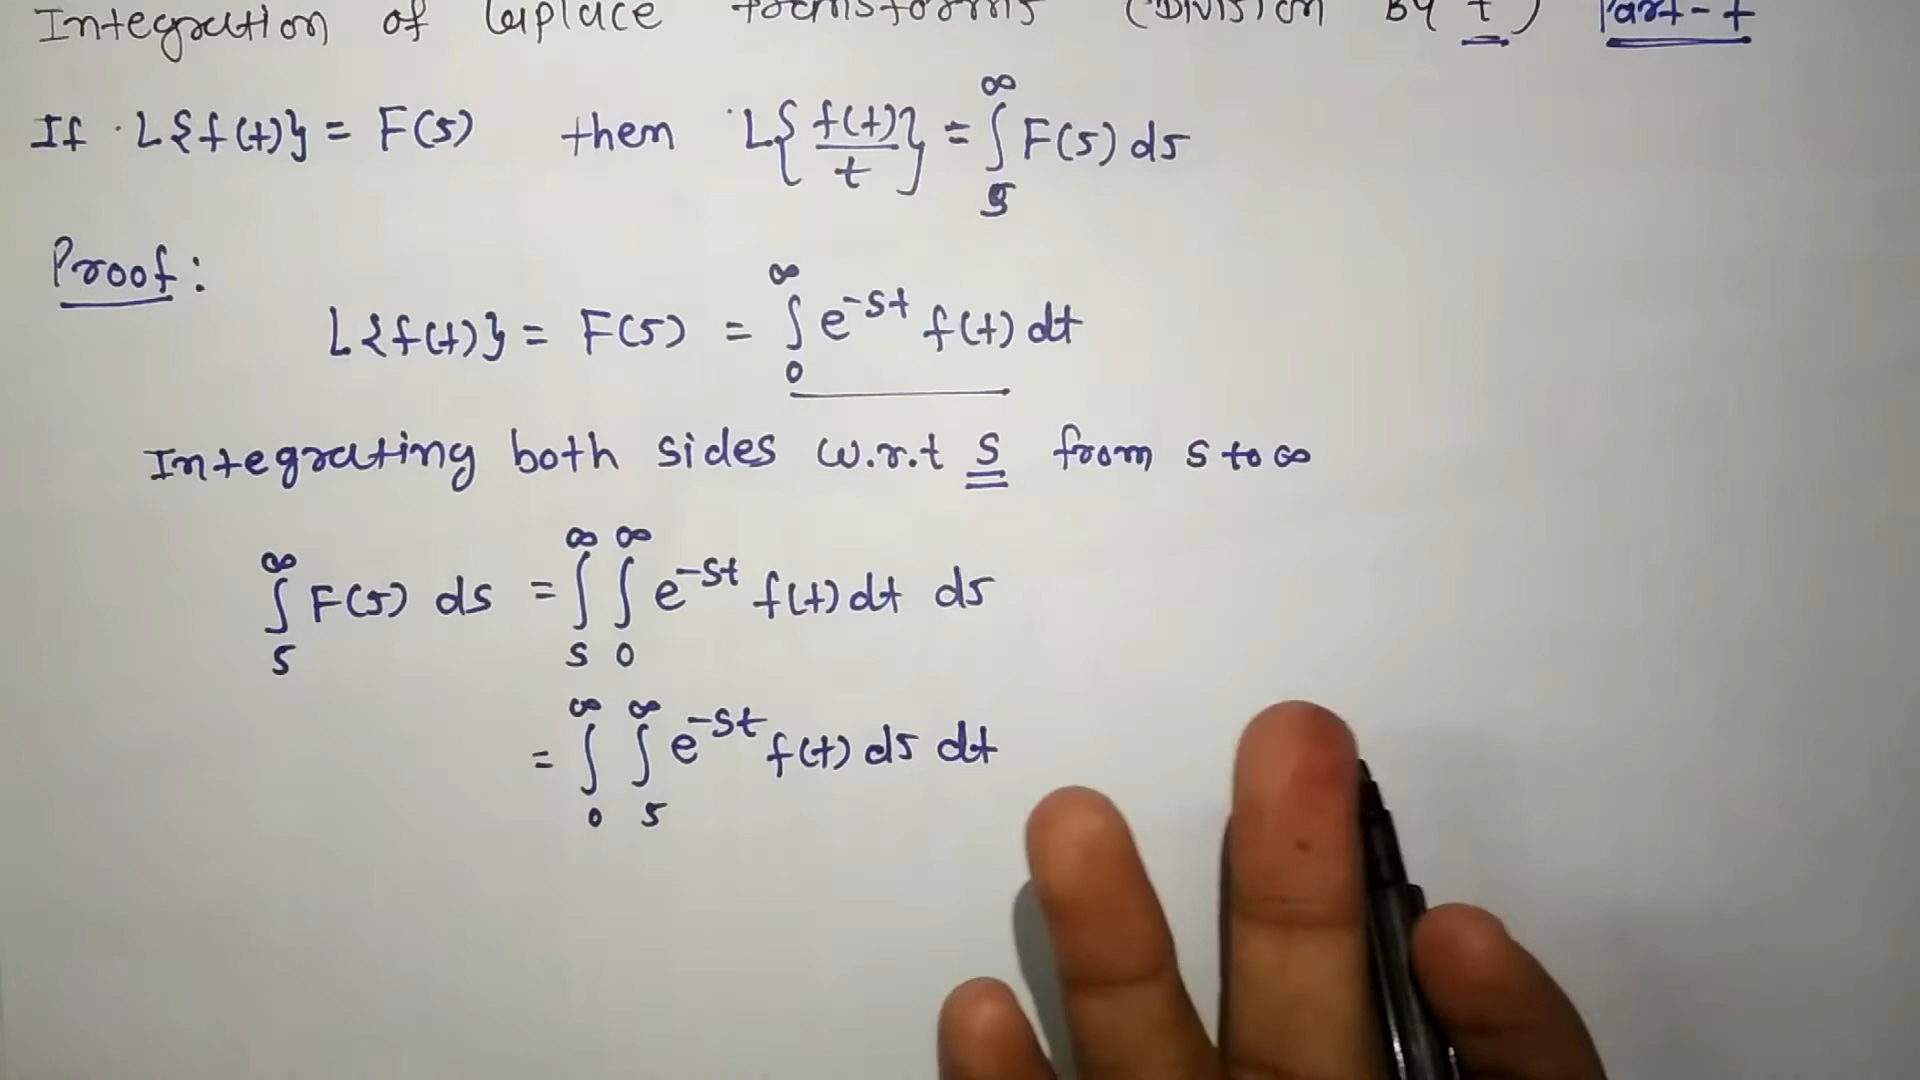 Integration of Laplace transforms (Division By t) Part-1
If L{f(t)} = F(s) then L{f(t)/t} = ∫_s^∞ F(s) ds
Proof:
L{f(t)} = F(s) = ∫_0^∞ e^{-st} f(t) dt
Integrating both sides w.r.t s from s to ∞
∫_s^∞ F(s) ds = ∫_s^∞ ∫_0^∞ e^{-st} f(t) dt ds
= ∫_0^∞ ∫_s^∞ e^{-st} f(t) ds dt